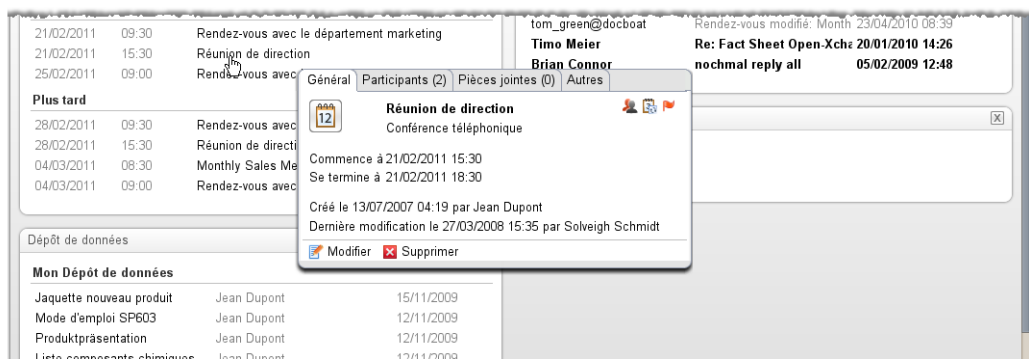 21/02/2011 09:30 Rendez-vous avec le département marketing
21/02/2011 15:30 Réunion de direction
25/02/2011 09:00 Rendez-vous avec
Plus tard
28/02/2011 09:30 Rendez-vous avec
28/02/2011 15:30 Réunion de directi
04/03/2011 08:30 Monthly Sales Me
04/03/2011 09:00 Rendez-vous avec
tom_green@docboat Rendez-vous modifié: Month 23/04/2010 08:39
Timo Meier Re: Fact Sheet Open-Xcha 20/01/2010 14:26
Brian Connor nochmal reply all 05/02/2009 12:48
Général Participants (2) Pièces jointes (0) Autres
12
Réunion de direction
Conférence téléphonique
Commence à 21/02/2011 15:30
Se termine à 21/02/2011 18:30
Créé le 13/07/2007 04:19 par Jean Dupont
Dernière modification le 27/03/2008 15:35 par Solveigh Schmidt
Modifier Supprimer
Dépôt de données
Mon Dépôt de données
Jaquette nouveau produit Jean Dupont 15/11/2009
Mode d'emploi SP603 Jean Dupont 12/11/2009
Produktpräsentation Jean Dupont 12/11/2009
Liste composants chimiques Jean Dupont 12/11/2009